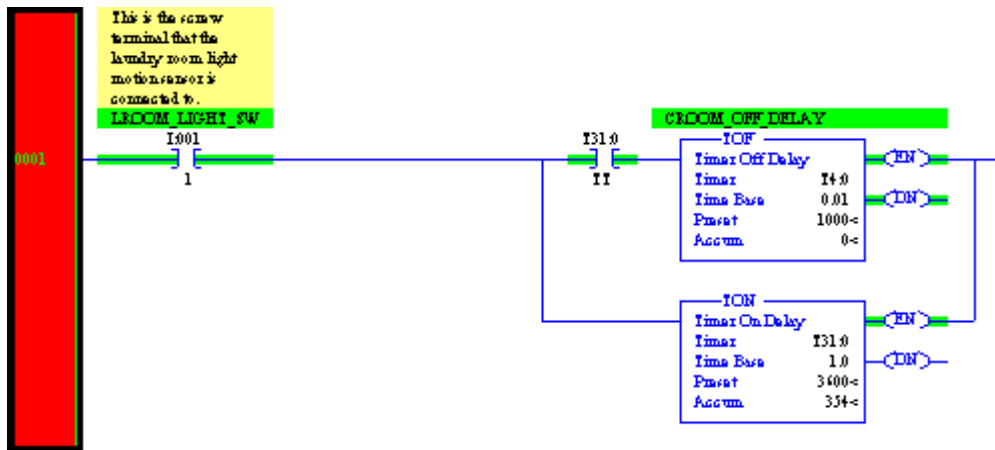 This is the screw
terminal that the
laundry room light
motion sensor is
connected to.
LROOM_LIGHT_SW
CROOM_OFF_DELAY
I:001
T31:0
TOF
0001
Timer Off Delay
EN
1
TT
Timer T4:0
Time Base 0.01
DN
Preset 1000<
Accum 0<
TON
Timer On Delay
EN
Timer T31:0
Time Base 1.0
DN
Preset 3600<
Accum 354<